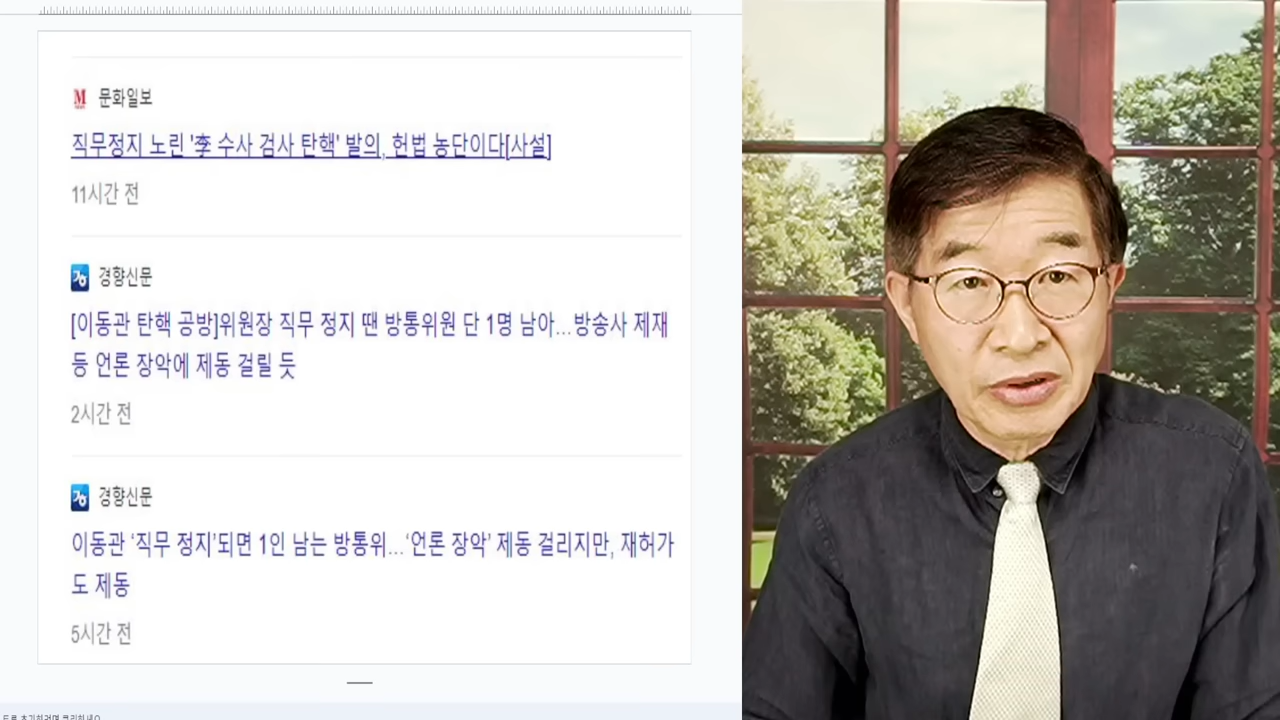 문화일보
직무정지 노린 '李 수사 검사 탄핵' 발의, 헌법 농단이다[사설]
11시간 전
경향신문
[이동관 탄핵 공방]위원장 직무 정지 땐 방통위원 단 1명 남아…방송사 제재
등 언론 장악에 제동 걸릴 듯
2시간 전
경향신문
이동관 ‘직무 정지’되면 1인 남는 방통위…‘언론 장악’ 제동 걸리지만, 재허가
도 제동
5시간 전